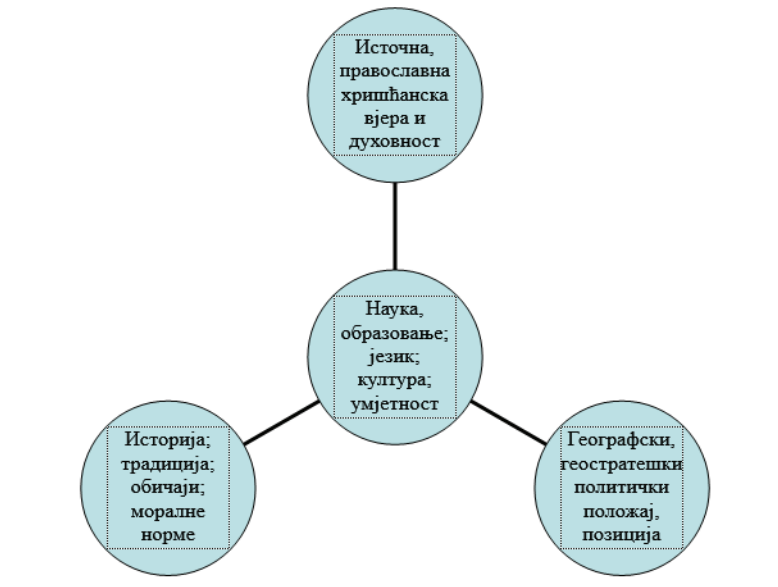 Источна,
православна
хришћанска
вјера и
духовност
Наука,
образовање;
језик;
култура;
умјетност
Историја;
традиција;
обичаји;
моралне
норме
Географски,
геостратешки
политички
положај,
позиција